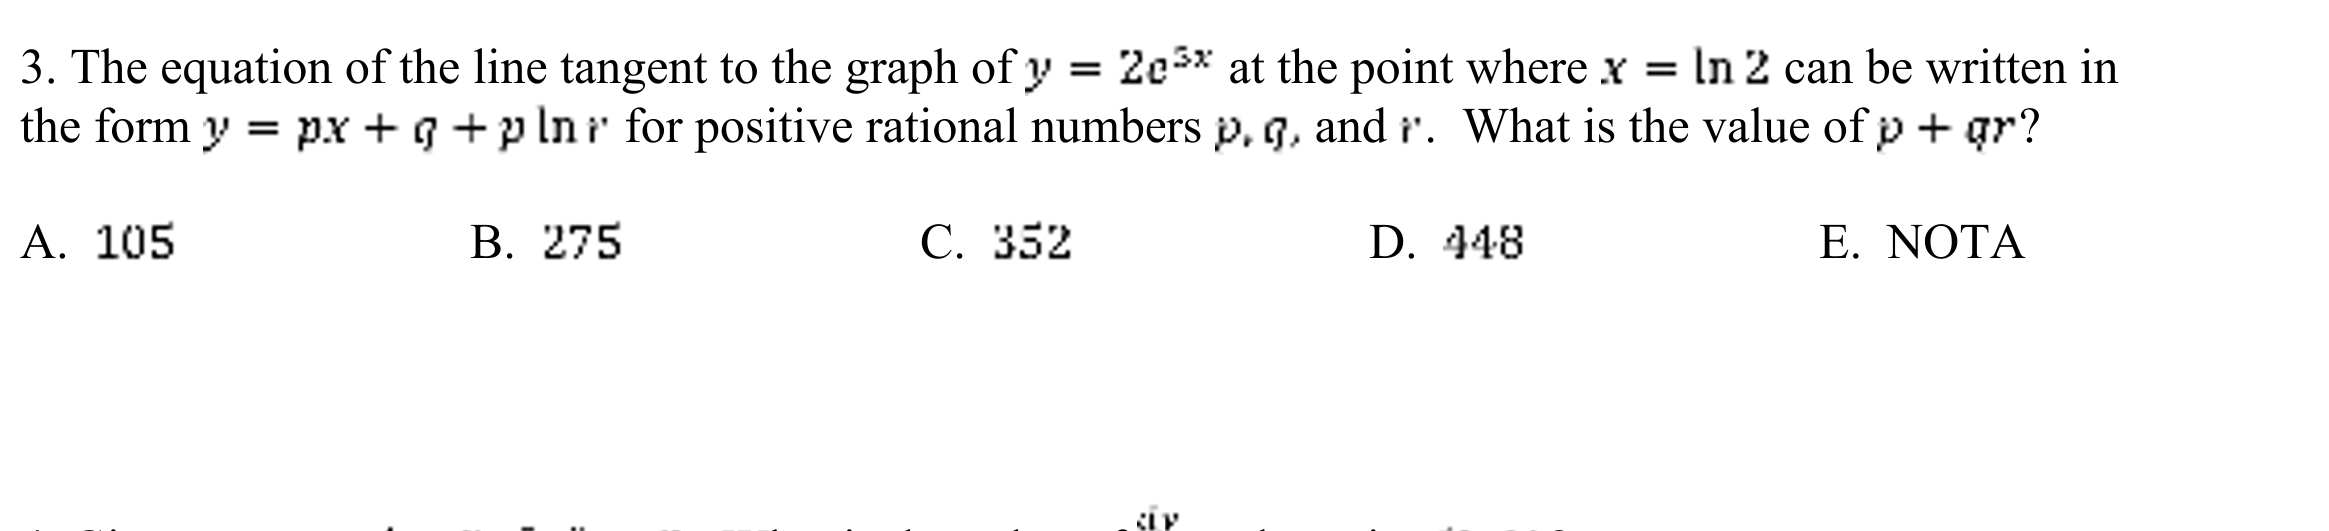 3. The equation of the line tangent to the graph of y = 2e^{5x} at the point where x = ln 2 can be written in
the form y = px + q + p ln r for positive rational numbers p, q, and r. What is the value of p + qr?
A. 105 B. 275 C. 352 D. 448 E. NOTA